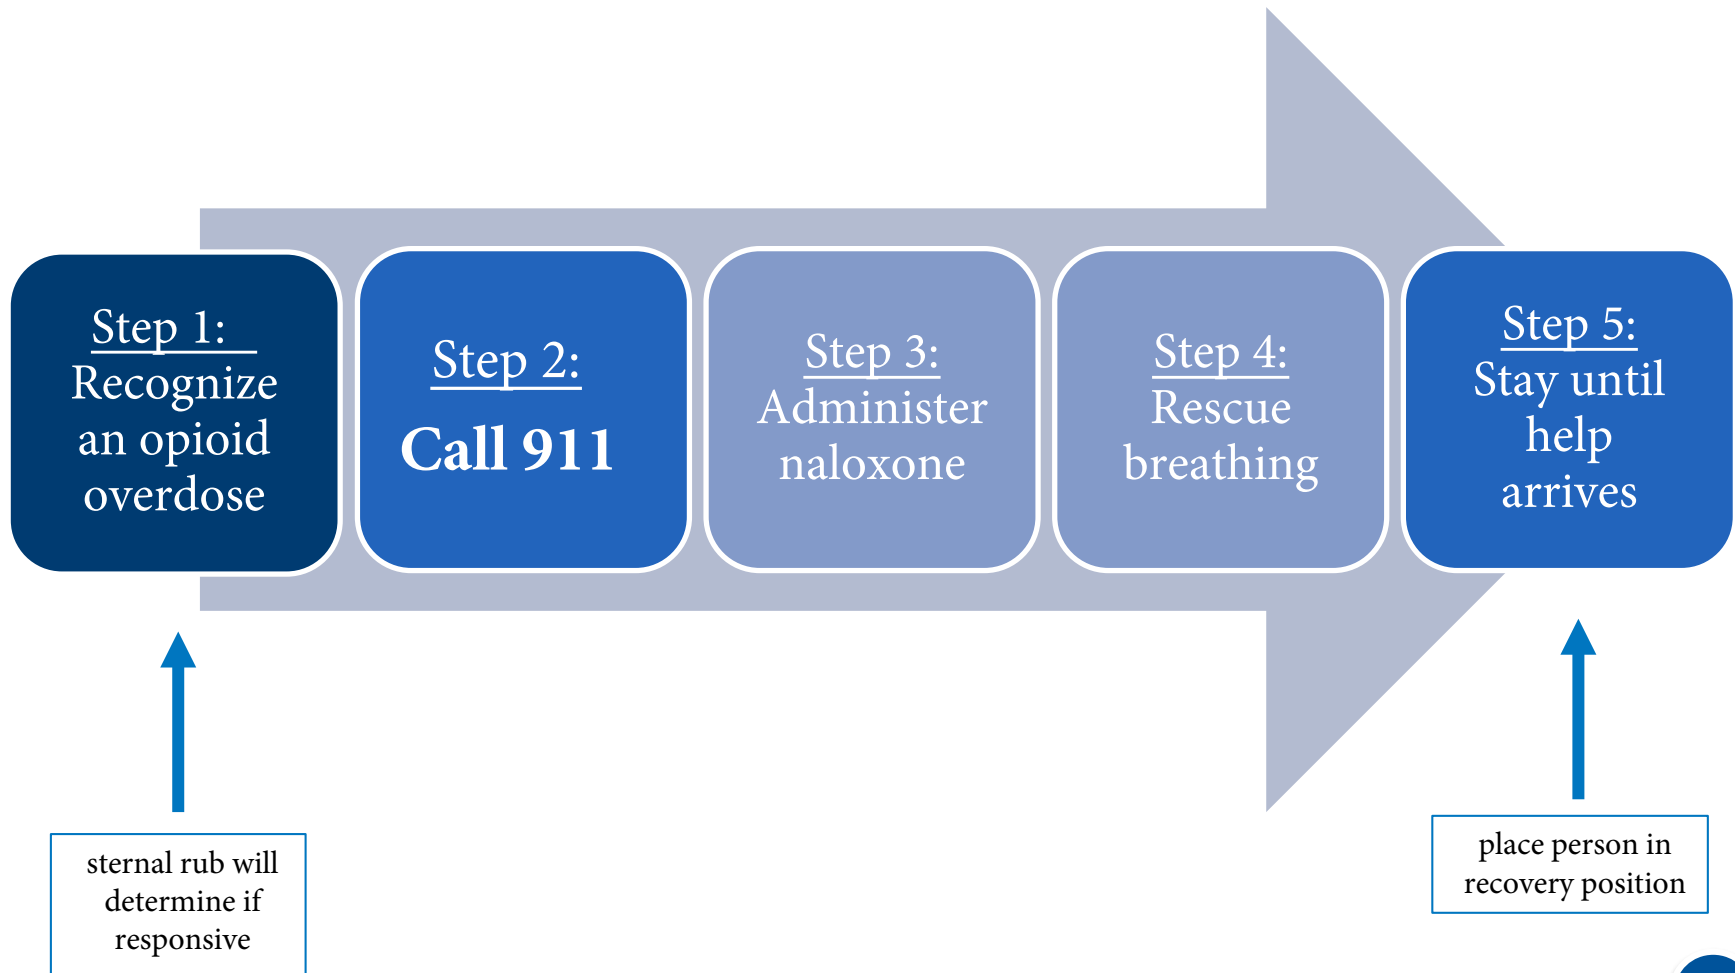 Step 1:
Recognize
an opioid
overdose
Step 2:
Call 911
Step 3:
Administer
naloxone
Step 4:
Rescue
breathing
Step 5:
Stay until
help
arrives
sternal rub will
determine if
responsive
place person in
recovery position